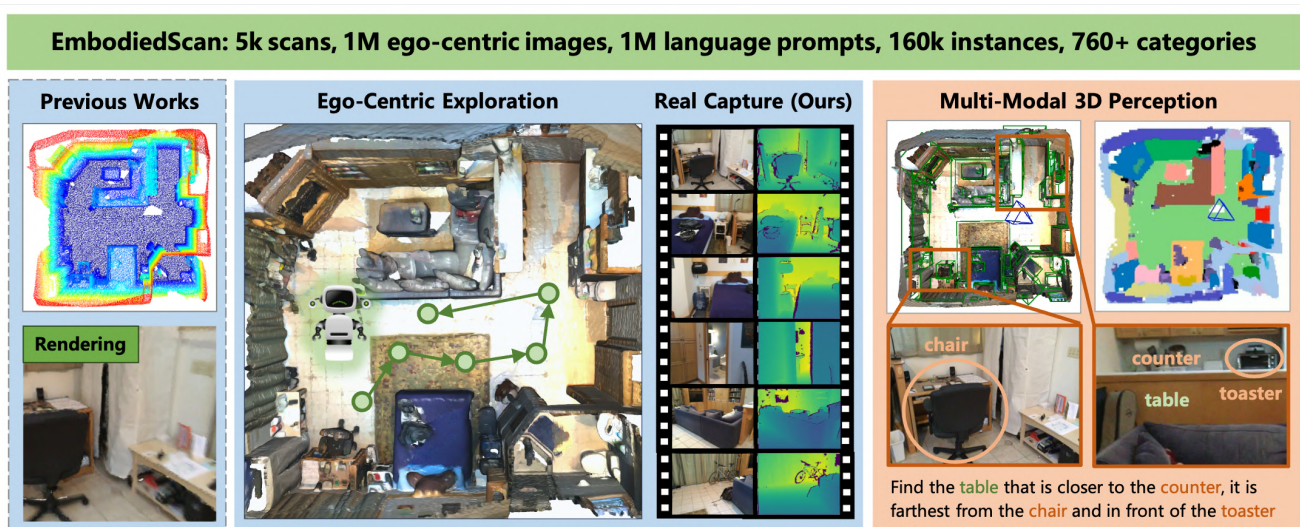 EmbodiedScan: 5k scans, 1M ego-centric images, 1M language prompts, 160k instances, 760+ categories
Previous Works
Rendering
Ego-Centric Exploration
Real Capture (Ours)
Multi-Modal 3D Perception
chair
counter
toaster
table
Find the table that is closer to the counter, it is
farthest from the chair and in front of the toaster